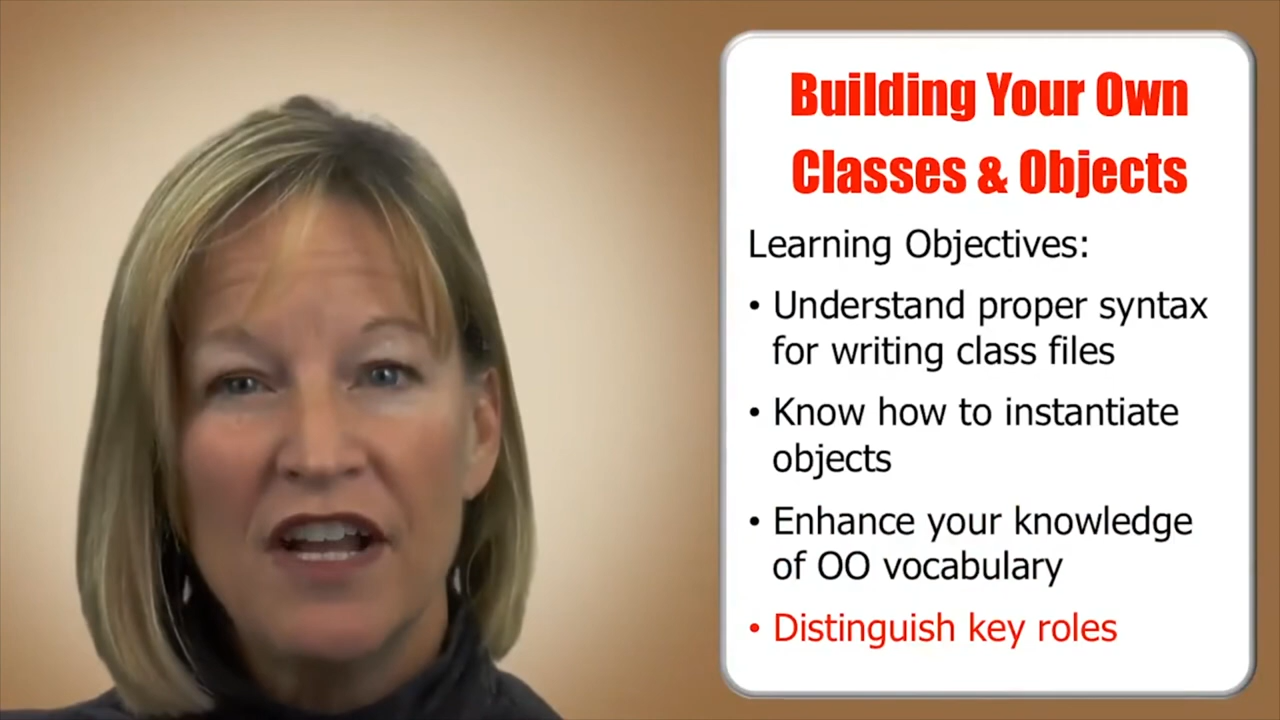 Building Your Own
Classes & Objects
Learning Objectives:
• Understand proper syntax
for writing class files
• Know how to instantiate
objects
• Enhance your knowledge
of OO vocabulary
• Distinguish key roles